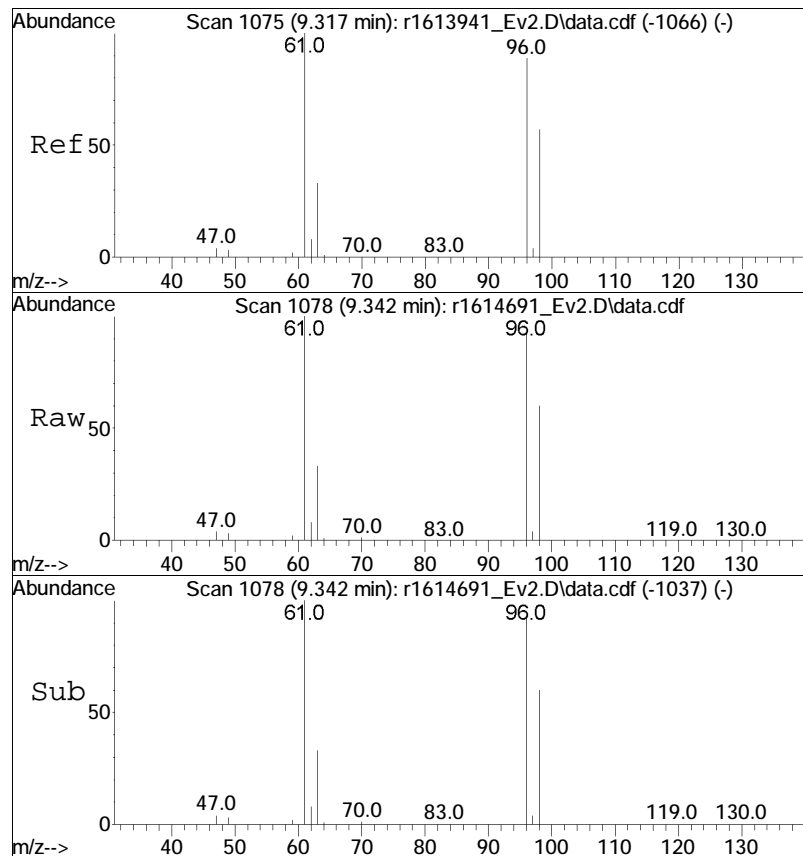 Abundance Scan 1075 (9.317 min): r1613941_Ev2.D\data.cdf (-1066) (-)
61.0 96.0
Ref 50
47.0 70.0 83.0
0
m/z--> 40 50 60 70 80 90 100 110 120 130
Abundance Scan 1078 (9.342 min): r1614691_Ev2.D\data.cdf
61.0 96.0
Raw 50
47.0 70.0 83.0 119.0 130.0
0
m/z--> 40 50 60 70 80 90 100 110 120 130
Abundance Scan 1078 (9.342 min): r1614691_Ev2.D\data.cdf (-1037) (-)
61.0 96.0
Sub 50
47.0 70.0 83.0 119.0 130.0
0
m/z--> 40 50 60 70 80 90 100 110 120 130